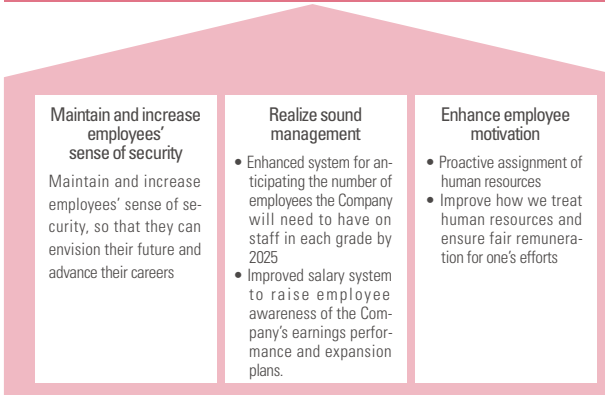 Maintain and increase
employees’
sense of security
Maintain and increase
employees’ sense of se-
curity, so that they can
envision their future and
advance their careers
Realize sound
management
• Enhanced system for an-
ticipating the number of
employees the Company
will need to have on
staff in each grade by
2025
• Improved salary system
to raise employee
awareness of the Com-
pany’s earnings perfor-
mance and expansion
plans.
Enhance employee
motivation
• Proactive assignment of
human resources
• Improve how we treat
human resources and
ensure fair remunera-
tion for one’s efforts